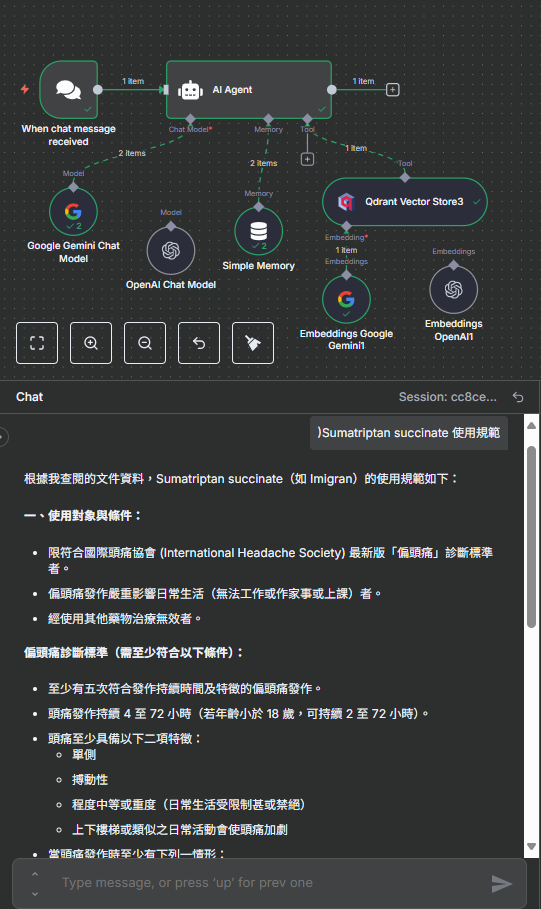 1 item
AI Agent
1 item
When chat message
received
Chat Model*
Memory
Tool
2 items
2 items
1 item
Model
Memory
Tool
Model
Qdrant Vector Store3
2
2
Embedding*
Google Gemini Chat
Model
OpenAI Chat Model
Simple Memory
1 item
Embeddings
Embeddings
Embeddings Google
Gemini1
Embeddings
OpenAI1
Chat
Session: cc8ce...
)Sumatriptan succinate 使用規範
根據我查閱的文件資料，Sumatriptan succinate（如 Imigran）的使用規範如下：
一、使用對象與條件：
限符合國際頭痛協會 (International Headache Society) 最新版「偏頭痛」診斷標準
者。
偏頭痛發作嚴重影響日常生活（無法工作或作家事或上課）者。
經使用其他藥物治療無效者。
偏頭痛診斷標準（需至少符合以下條件）：
至少有五次符合發作持續時間及特徵的偏頭痛發作。
頭痛發作持續 4 至 72 小時（若年齡小於 18 歲，可持續 2 至 72 小時）。
頭痛至少具備以下二項特徵：
單側
搏動性
程度中等或重度（日常生活受限制甚或禁絕）
上下樓梯或類似之日常活動會使頭痛加劇
當頭痛發作時至少有下列一情形：
Type message, or press 'up' for prev one